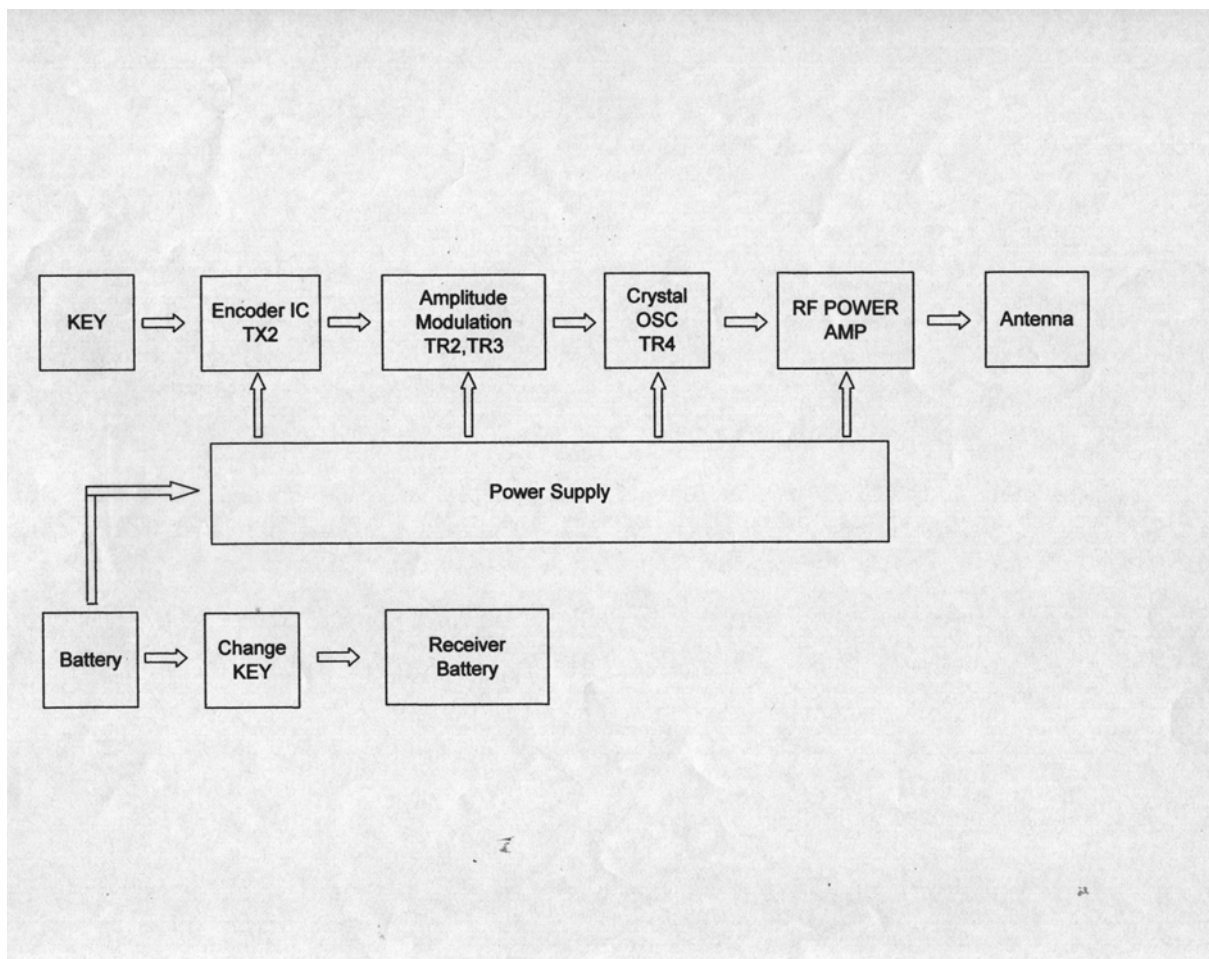 KEY
Encoder IC
TX2
Amplitude
Modulation
TR2,TR3
Crystal
OSC
TR4
RF POWER
AMP
Antenna
Power Supply
Battery
Change
KEY
Receiver
Battery